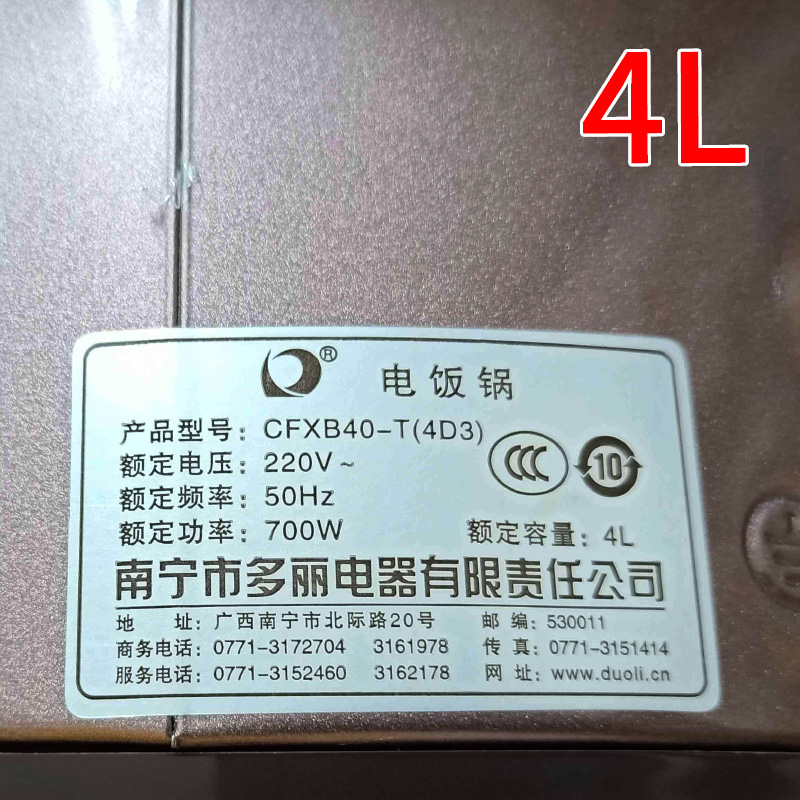 4L
® 电饭锅
产品型号：CFXB40-T(4D3)
额定电压：220V~
额定频率：50Hz
额定功率：700W 额定容量：4L
CCC 10
南宁市多丽电器有限责任公司
地 址：广西南宁市北际路20号 邮 编：530011
商务电话：0771-3172704 3161978 传 真：0771-3151414
服务电话：0771-3152460 3162178 网 址：www.duoli.cn